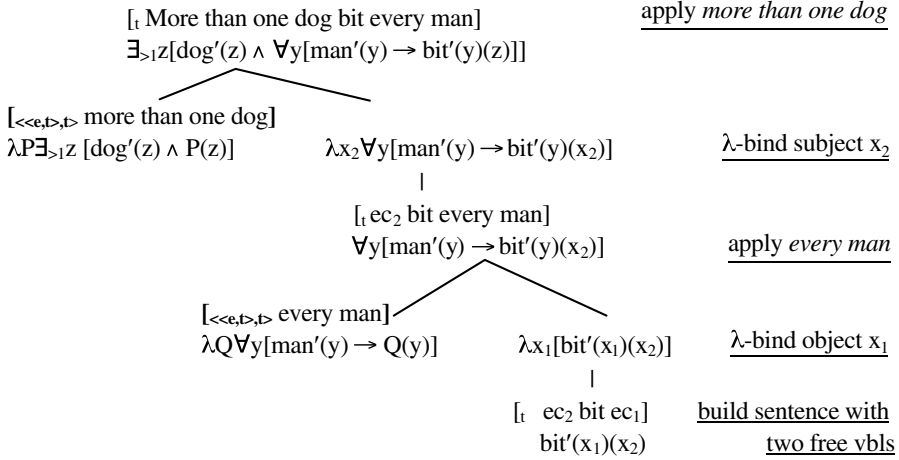 [ₜ More than one dog bit every man]
apply more than one dog
∃>₁z[dog′(z) ∧ ∀y[man′(y) → bit′(y)(z)]]
[<<e,t>,t> more than one dog]
λP∃>₁z [dog′(z) ∧ P(z)]
λx₂∀y[man′(y) → bit′(y)(x₂)]
λ-bind subject x₂
[ₜ ec₂ bit every man]
∀y[man′(y) → bit′(y)(x₂)]
apply every man
[<<e,t>,t> every man]
λQ∀y[man′(y) → Q(y)]
λx₁[bit′(x₁)(x₂)]
λ-bind object x₁
[ₜ ec₂ bit ec₁]
build sentence with
bit′(x₁)(x₂)
two free vbls